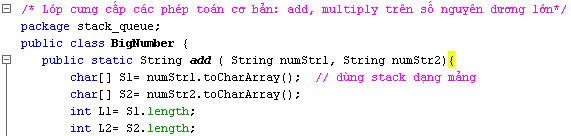 /* Lớp cung cấp các phép toán cơ bản: add, multiply trên số nguyên dương lớn*/
package stack_queue;
public class BigNumber {
public static String add ( String numStr1, String numStr2){
char[] S1= numStr1.toCharArray();  // dùng stack dạng mảng
char[] S2= numStr2.toCharArray();
int L1= S1.length;
int L2= S2.length;